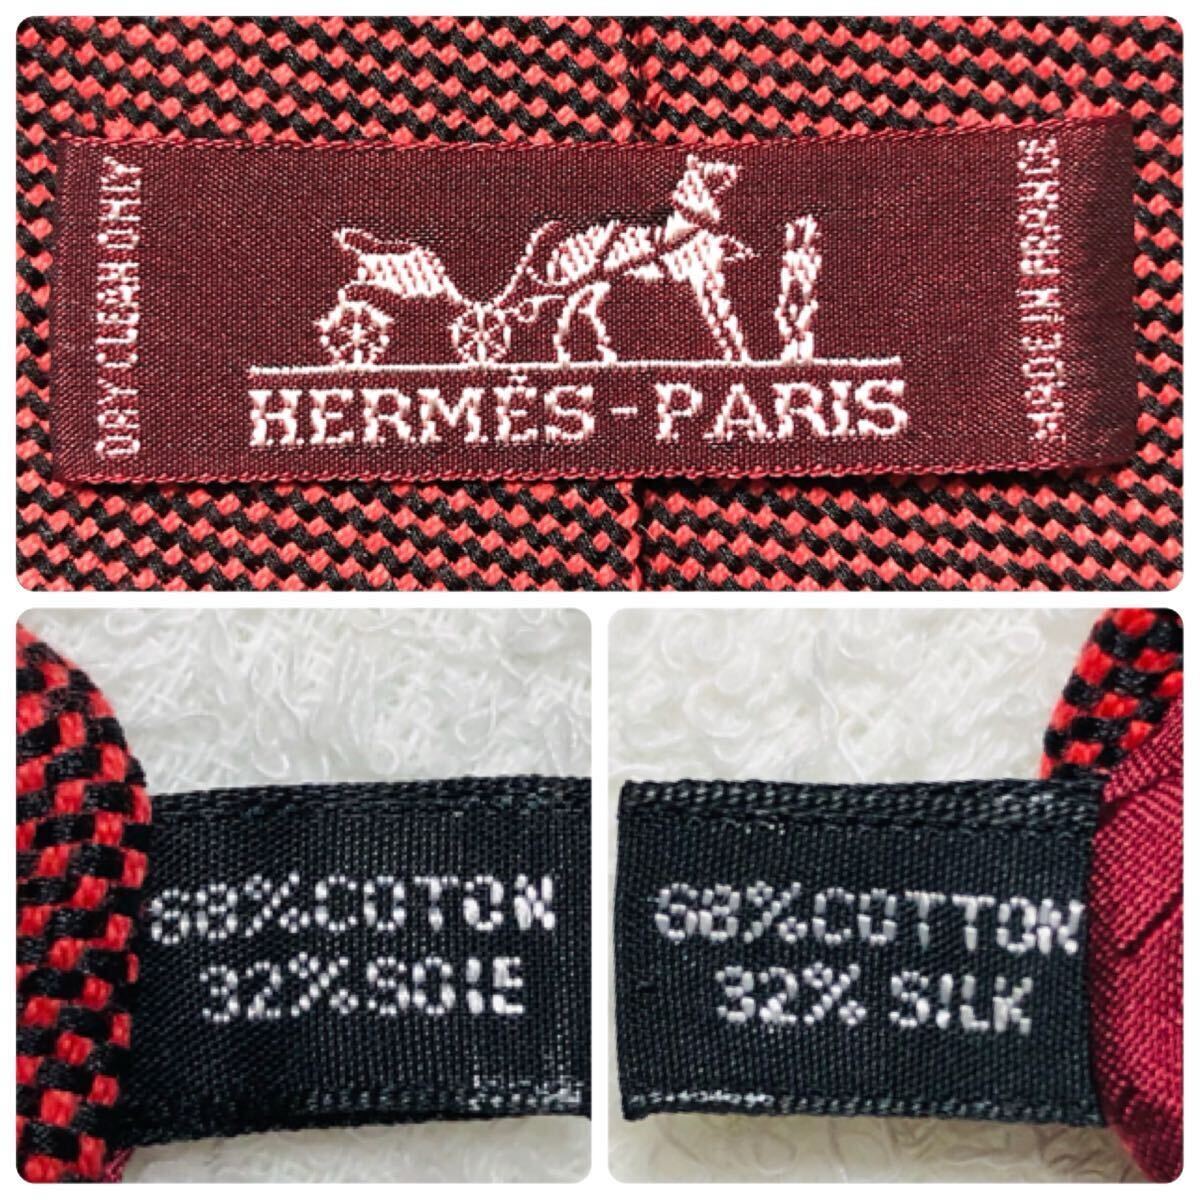 DRY CLEAN ONLY
HERMÈS-PARIS
MADE IN FRANCE
68%COTON
32%SOIE
68%COTTON
32% SILK